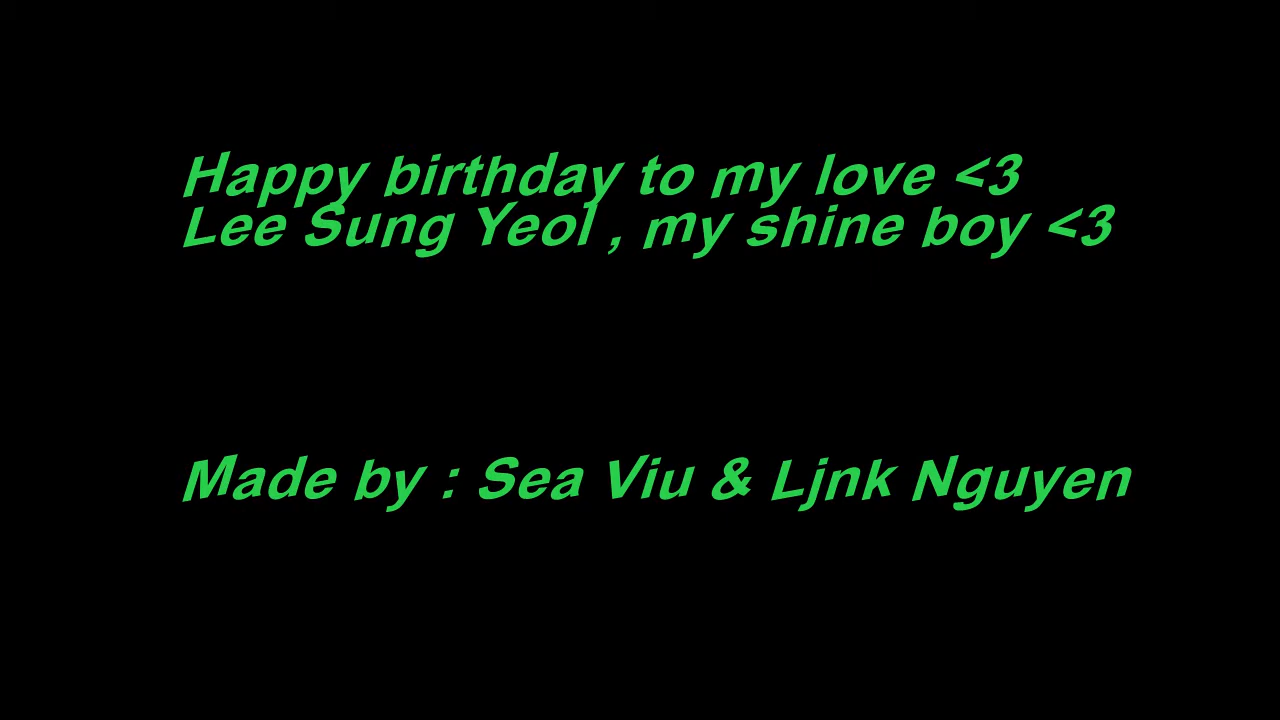 Happy birthday to my love <3
Lee Sung Yeol , my shine boy <3
Made by : Sea Viu & Ljnk Nguyen